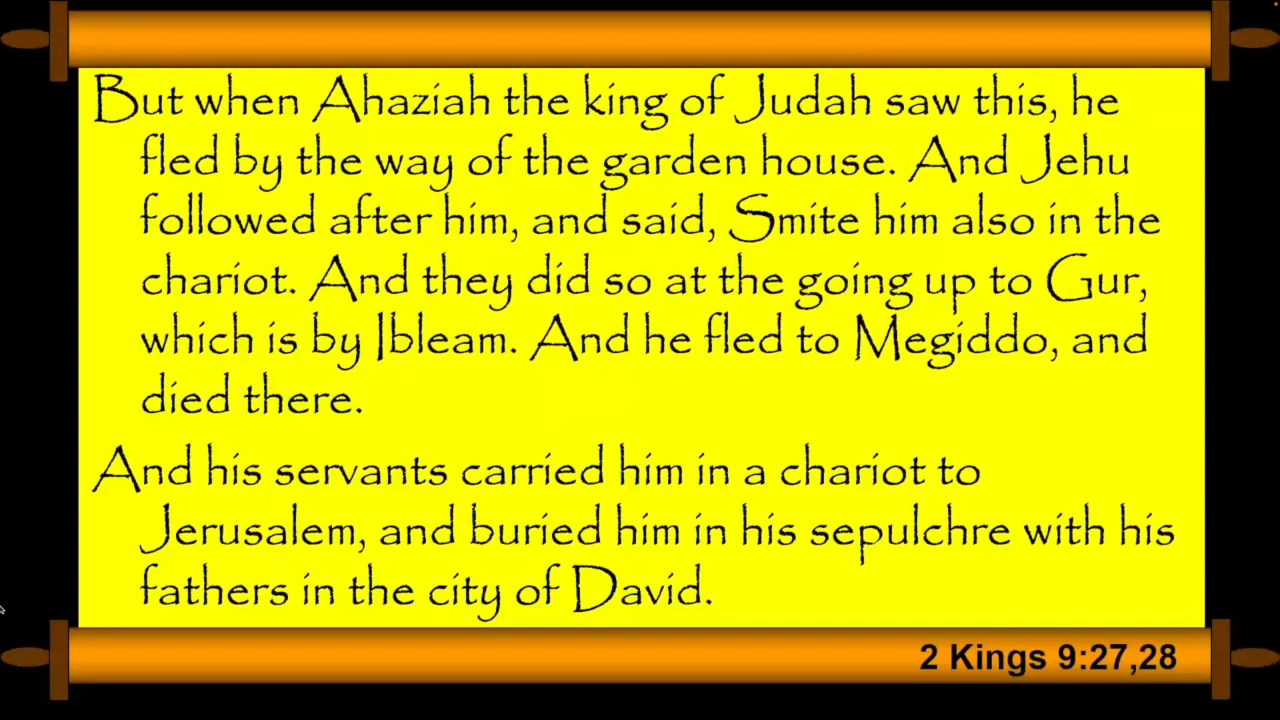 But when Ahaziah the king of Judah saw this, he
fled by the way of the garden house. And Jehu
followed after him, and said, Smite him also in the
chariot. And they did so at the going up to Gur,
which is by Ibleam. And he fled to Megiddo, and
died there.
And his servants carried him in a chariot to
Jerusalem, and buried him in his sepulchre with his
fathers in the city of David.
2 Kings 9:27,28